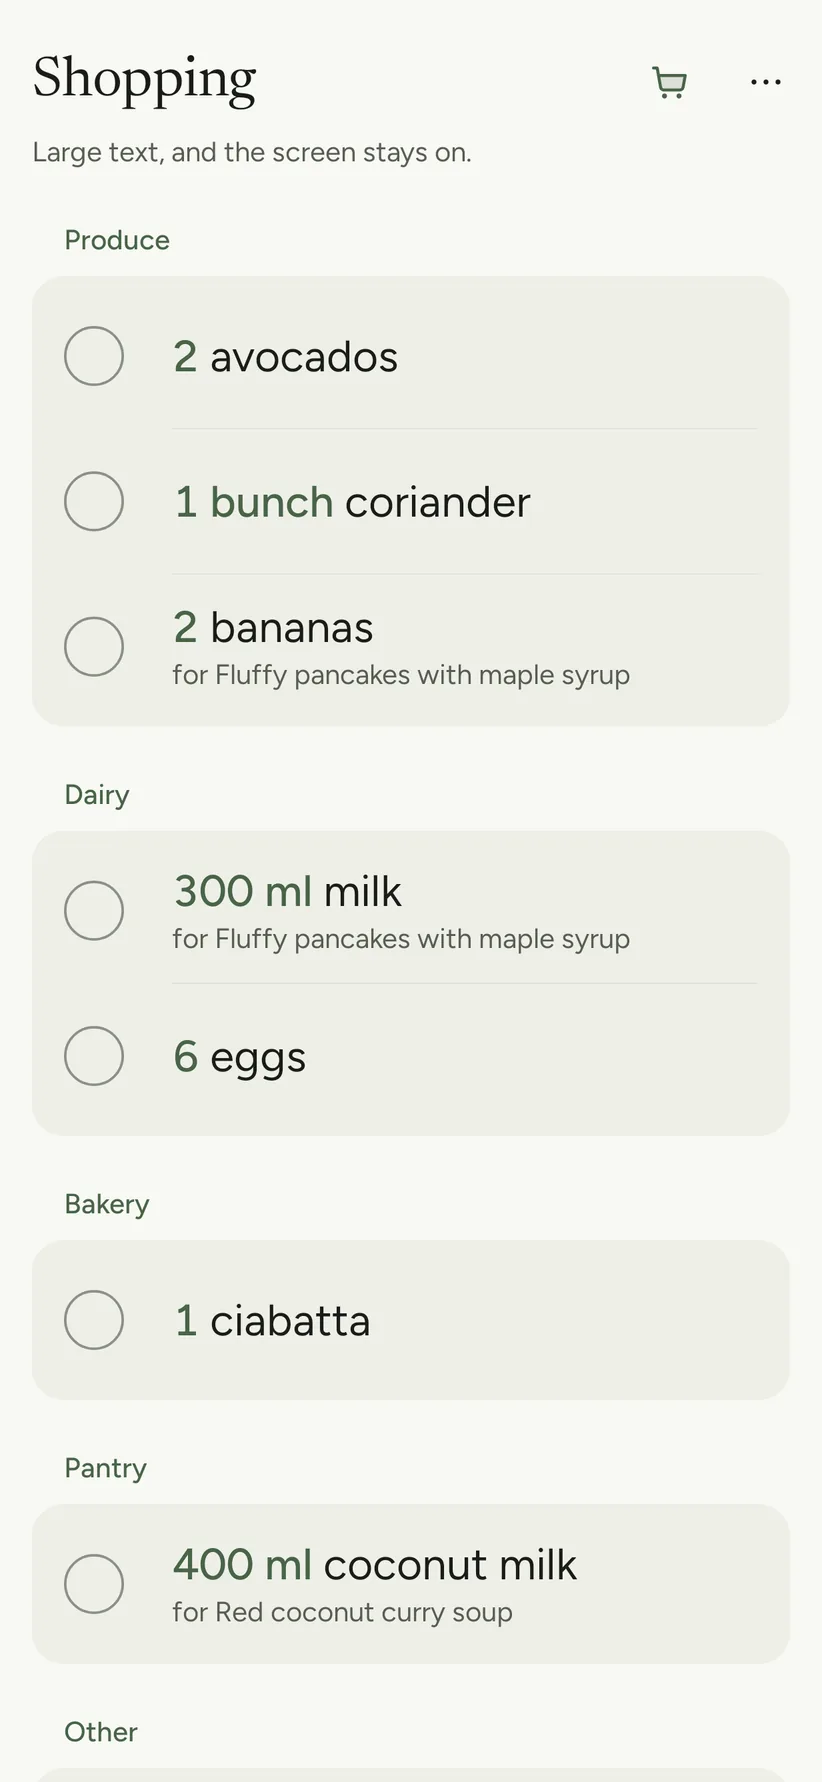 Shopping
Large text, and the screen stays on.
Produce
2 avocados
1 bunch coriander
2 bananas
for Fluffy pancakes with maple syrup
Dairy
300 ml milk
for Fluffy pancakes with maple syrup
6 eggs
Bakery
1 ciabatta
Pantry
400 ml coconut milk
for Red coconut curry soup
Other